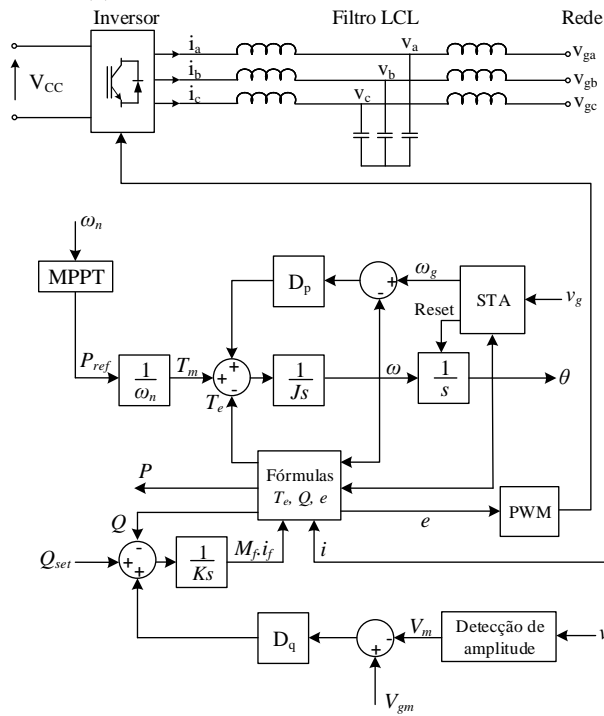 Inversor
Filtro LCL
Rede
i_a
v_a
v_ga
V_CC
i_b
v_b
v_gb
i_c
v_c
v_gc
ω_n
MPPT
D_p
ω_g
STA
v_g
-
Reset
P_ref
1/ω_n
T_m
+
+
-
1/Js
ω
1/s
θ
T_e
P
Fórmulas
T_e, Q, e
Q
e
PWM
Q_set
-
+
+
1/Ks
M_f.i_f
i
D_q
-
+
V_m
Detecção de
amplitude
V_gm